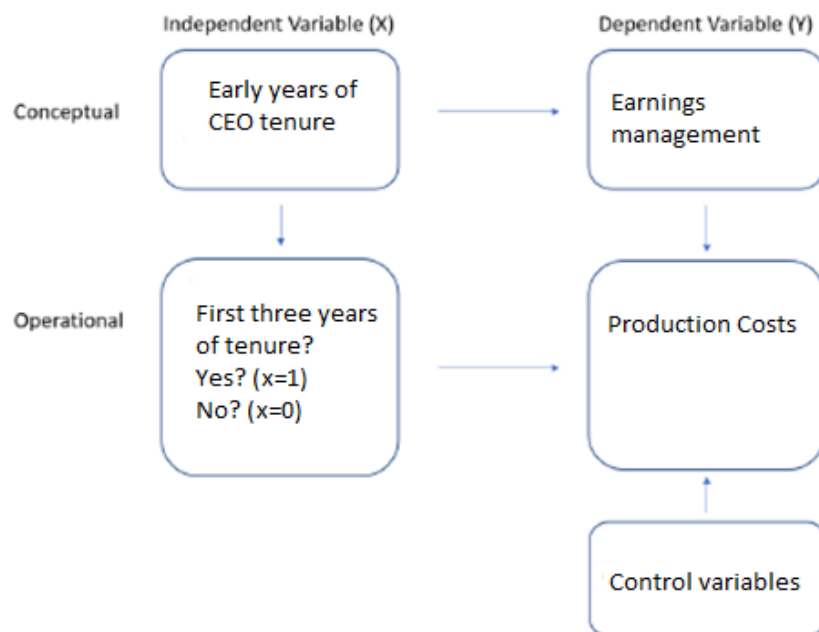 Independent Variable (X)
Dependent Variable (Y)
Conceptual
Early years of
CEO tenure
Earnings
management
Operational
First three years
of tenure?
Yes? (x=1)
No? (x=0)
Production Costs
Control variables